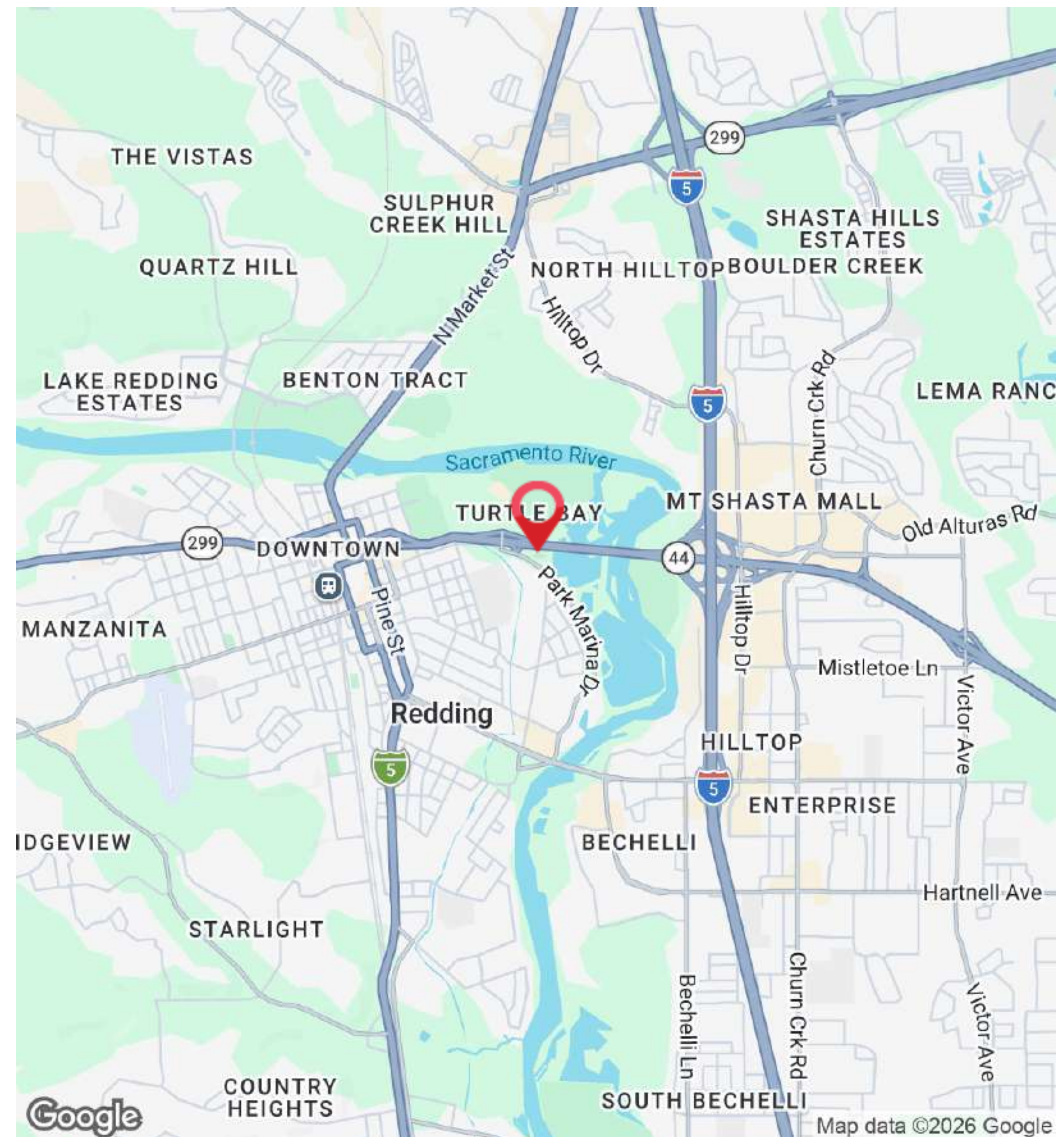 299
5
THE VISTAS
SULPHUR
CREEK HILL
SHASTA HILLS
ESTATES
QUARTZ HILL
NORTH HILLTOP
BOULDER CREEK
N Market St
Hilltop Dr
LAKE REDDING
ESTATES
BENTON TRACT
5
Churn Crk Rd
LEMA RANC
Sacramento River
TURTLE BAY
MT SHASTA MALL
Old Alturas Rd
299
DOWNTOWN
44
Park Marina Dr
Pine St
Hilltop Dr
MANZANITA
Mistletoe Ln
Victor Ave
Redding
HILLTOP
5
5
ENTERPRISE
IDGEVIEW
BECHELLI
Hartnell Ave
STARLIGHT
Bechelli Ln
Churn Crk Rd
Victor Ave
COUNTRY
HEIGHTS
SOUTH BECHELLI
Google
Map data ©2026 Google